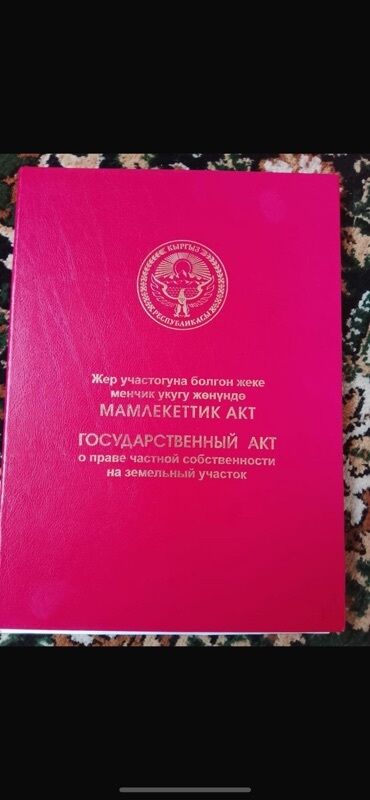 КЫРГЫЗ
РЕСПУБЛИКАСЫ
Жер участогуна болгон жеке
менчик укугу жөнүндө
МАМЛЕКЕТТИК АКТ
ГОСУДАРСТВЕННЫЙ АКТ
о праве частной собственности
на земельный участок